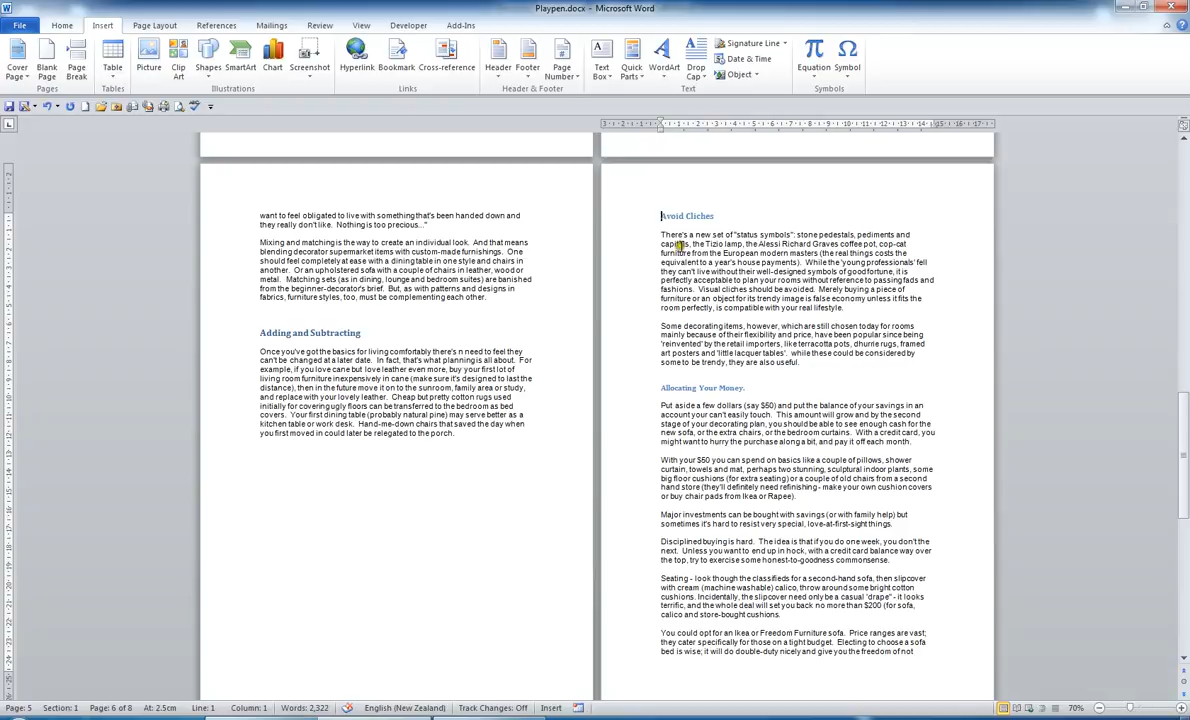 Playpen.docx - Microsoft Word
File Home Insert Page Layout References Mailings Review View Developer Add-Ins
Cover Page Blank Page Page Break Table Picture Clip Art Shapes SmartArt Chart Screenshot Hyperlink Bookmark Cross-reference Header Footer Page Number Text Box Quick Parts WordArt Drop Cap Signature Line Date & Time Object Equation Symbol
Pages Tables Illustrations Links Header & Footer Text Symbols
want to feel obligated to live with something that's been handed down and
they really don't like. Nothing is too precious..."
Mixing and matching is the way to create an individual look. And that means
blending decorator supermarket items with custom-made furnishings. One
should feel completely at ease with a dining table in one style and chairs in
another. Or an upholstered sofa with a couple of chairs in leather, wood or
metal. Matching sets (as in dining, lounge and bedroom suites) are banished
from the beginner-decorator's brief. But, as with patterns and designs in
fabrics, furniture styles, too, must be complementing each other.
Adding and Subtracting
Once you've got the basics for living comfortably there's n need to feel they
can't be changed at a later date. In fact, that's what planning is all about. For
example, if you love cane but love leather even more, buy your first lot of
living room furniture inexpensively in cane (make sure it's designed to last the
distance), then in the future move it on to the sunroom, family area or study,
and replace with your lovely leather. Cheap but pretty cotton rugs used
initially for covering ugly floors can be transferred to the bedroom as bed
covers. Your first dining table (probably natural pine) may serve better as a
kitchen table or work desk. Hand-me-down chairs that saved the day when
you first moved in could later be relegated to the porch.
Avoid Cliches
There's a new set of "status symbols": stone pedestals, pediments and
capitals, the Tizio lamp, the Alessi Richard Graves coffee pot, cop-cat
furniture from the European modern masters (the real things costs the
equivalent to a year's house payments). While the 'young professionals' fell
they can't live without their well-designed symbols of good fortune, it is
perfectly acceptable to plan your rooms without reference to passing fads and
fashions. Visual cliches should be avoided. Merely buying a piece of
furniture or an object for its trendy image is false economy unless it fits the
room perfectly, is compatible with your real lifestyle.
Some decorating items, however, which are still chosen today for rooms
mainly because of their flexibility and price, have been popular since being
'reinvented' by the retail importers, like terracotta pots, dhurrie rugs, framed
art posters and 'little lacquer tables'. while these could be considered by
some to be trendy, they are also useful.
Allocating Your Money.
Put aside a few dollars (say $50) and put the balance of your savings in an
account your can't easily touch. This amount will grow and by the second
stage of your decorating plan, you should be able to see enough cash for the
new sofa, or the extra chairs, or the bedroom curtains. With a credit card, you
might want to hurry the purchase along a bit, and pay it off each month.
With your $50 you can spend on basics like a couple of pillows, shower
curtain, towels and mat, perhaps two stunning, sculptural indoor plants, some
big floor cushions (for extra seating) or a couple of old chairs from a second
hand store (they'll definitely need refinishing - make your own cushion covers
or buy chair pads from Ikea or Rapee).
Major investments can be bought with savings (or with family help) but
sometimes it's hard to resist very special, love-at-first-sight things.
Disciplined buying is hard. The idea is that if you do one week, you don't the
next. Unless you want to end up in hock, with a credit card balance way over
the top, try to exercise some honest-to-goodness commonsense.
Seating - look though the classifieds for a second-hand sofa, then slipcover
with cream (machine washable) calico, throw around some bright cotton
cushions. Incidentally, the slipcover need only be a casual 'drape" - it looks
terrific, and the whole deal will set you back no more than $200 (for sofa,
calico and store-bought cushions.
You could opt for an Ikea or Freedom Furniture sofa. Price ranges are vast;
they cater specifically for those on a tight budget. Electing to choose a sofa
bed is wise; it will do double-duty nicely and give you the freedom of not
Page: 5 Section: 1 Page: 6 of 8 At: 2.5cm Line: 1 Column: 1 Words: 2,322 English (New Zealand) Track Changes: Off Insert 70%